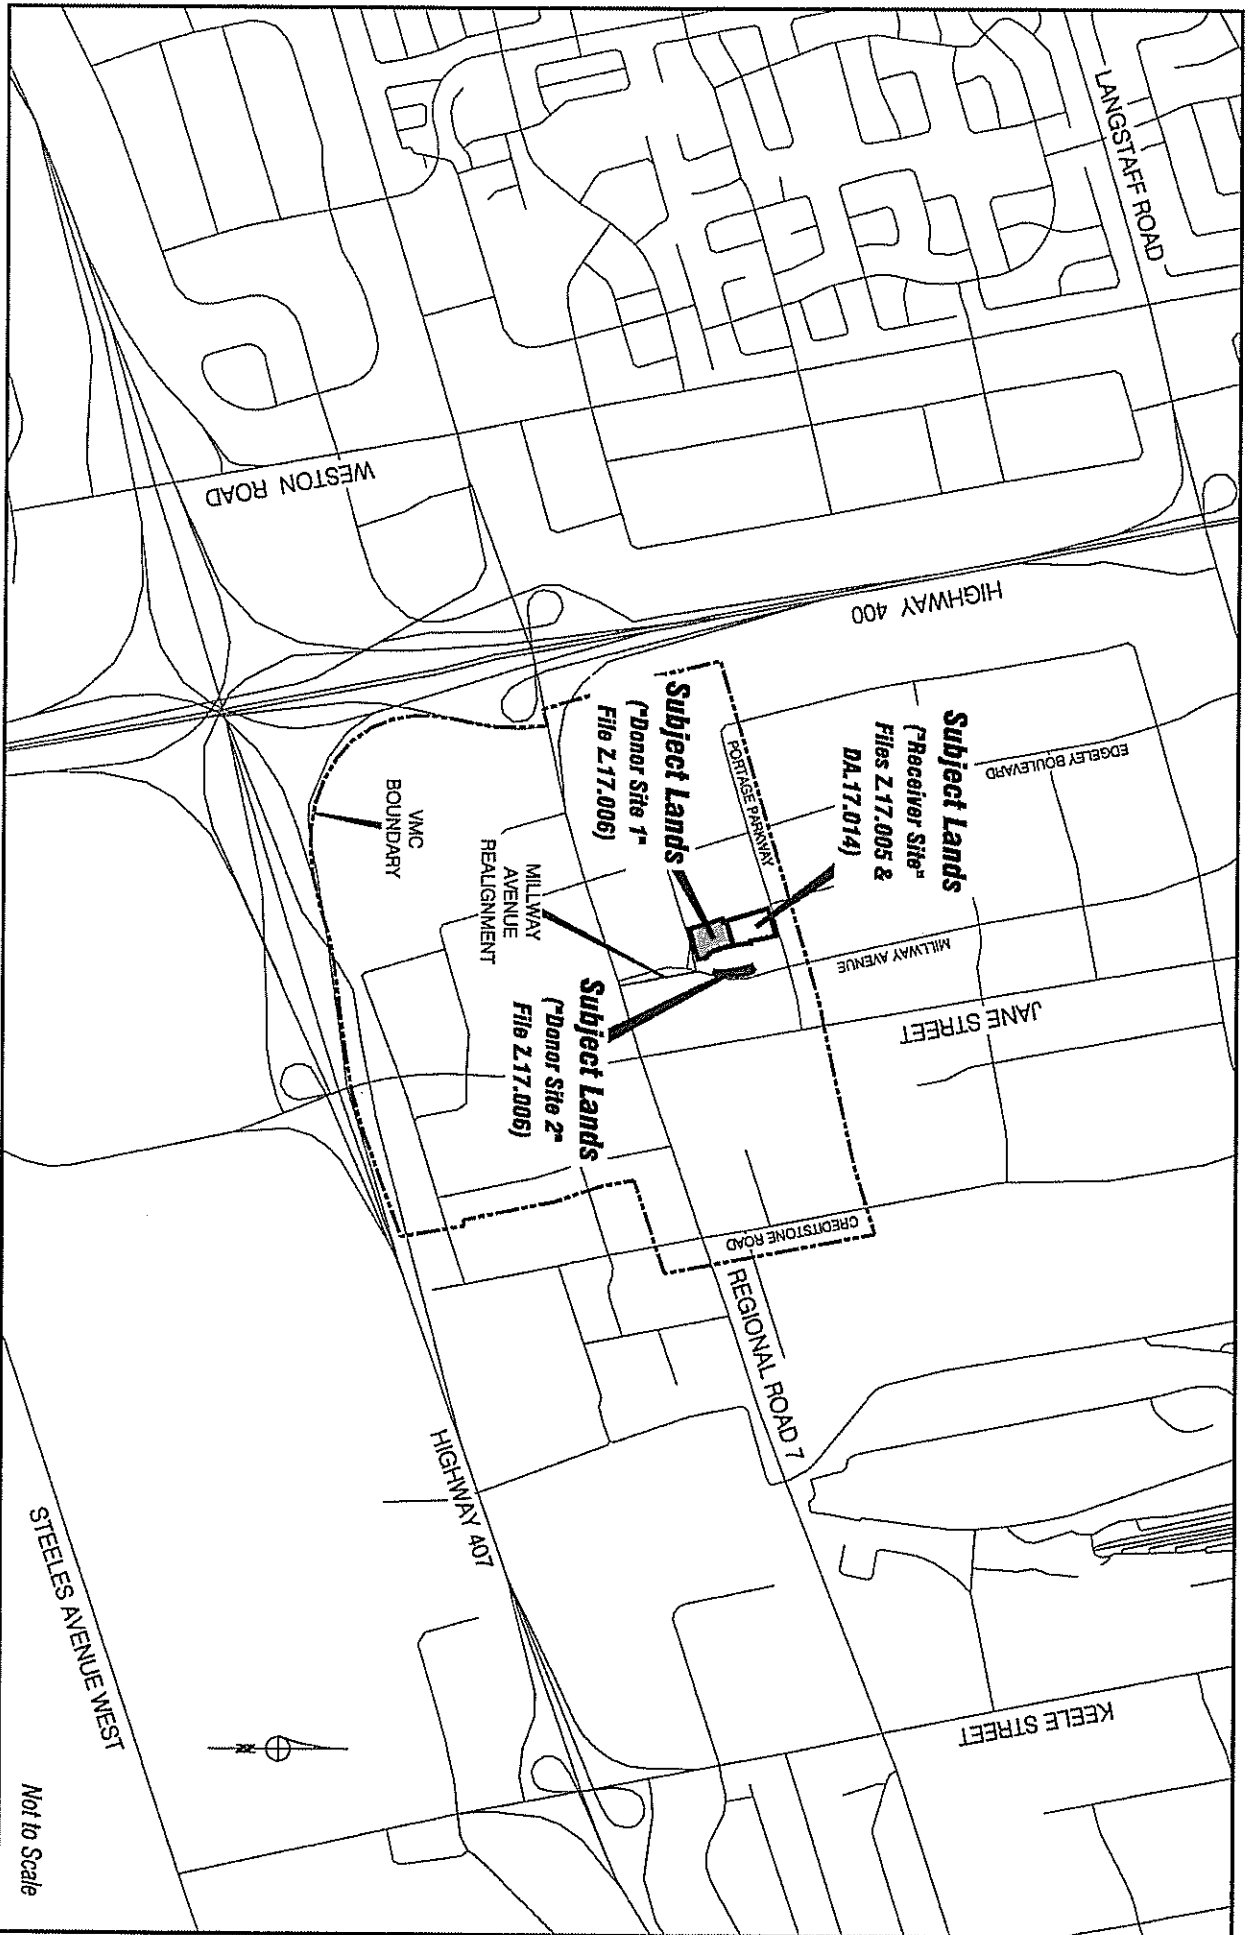 LANGSTAFF ROAD
WESTON ROAD
HIGHWAY 400
EDGELEY BOULEVARD
Subject Lands
("Receiver Site"
Files Z.17.005 &
DA.17.014)
PORTAGE PARKWAY
Subject Lands
("Donor Site 1"
File Z.17.006)
MILLWAY AVENUE
JANE STREET
VMC
BOUNDARY
MILLWAY
AVENUE
REALIGNMENT
Subject Lands
("Donor Site 2"
File Z.17.006)
CREDITSTONE ROAD
REGIONAL ROAD 7
HIGHWAY 407
KEELE STREET
STEELES AVENUE WEST
N
Not to Scale